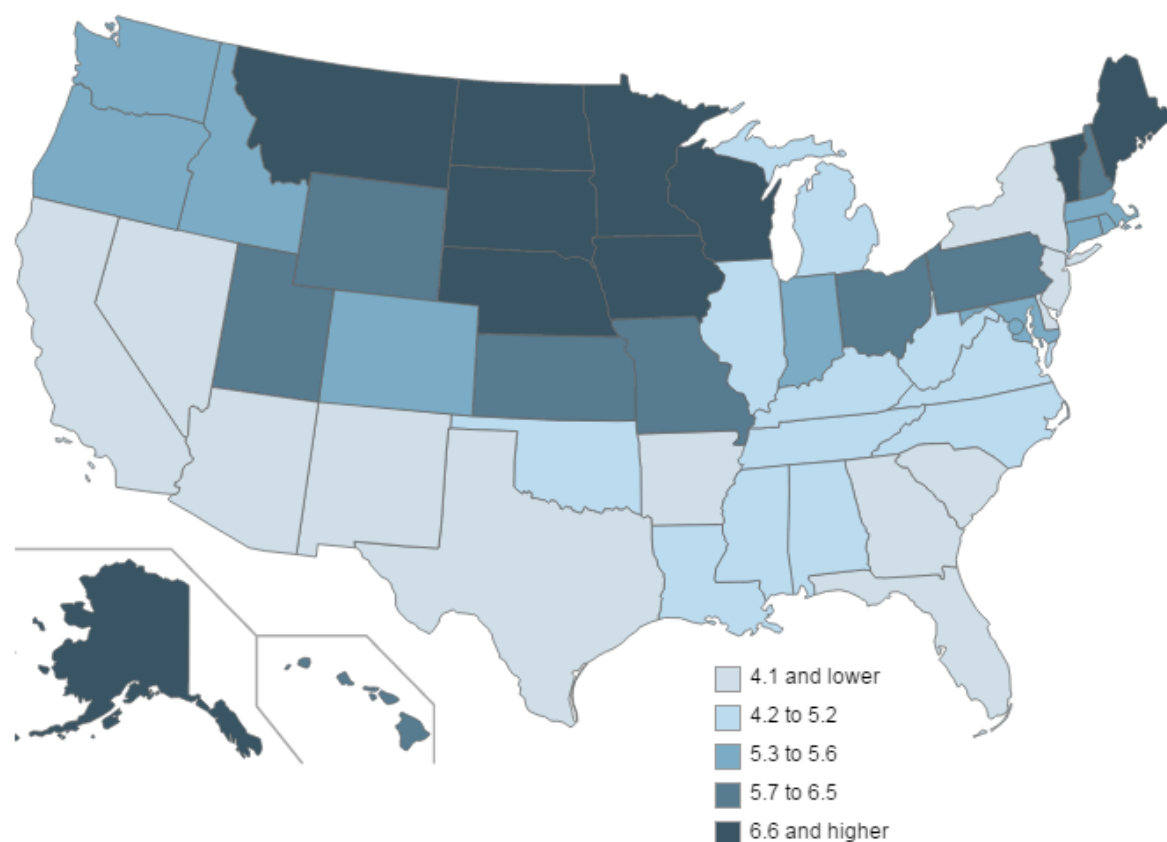 4.1 and lower
4.2 to 5.2
5.3 to 5.6
5.7 to 6.5
6.6 and higher